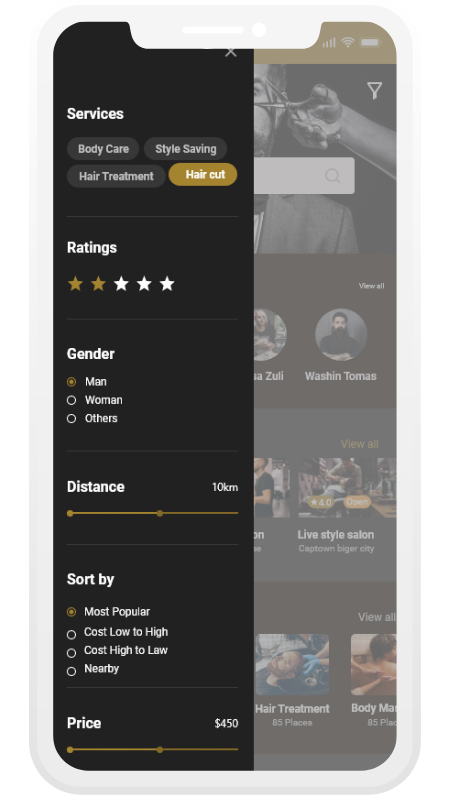 Services
Body Care
Style Saving
Hair Treatment
Hair cut
Ratings
Gender
Man
Woman
Others
Distance
10km
Sort by
Most Popular
Cost Low to High
Cost High to Law
Nearby
Price
$450
View all
sa Zuli
Washin Tomas
View all
4.0
Open
on
Live style salon
Captown biger city
View all
Hair Treatment
85 Places
Body Mas
85 Plac